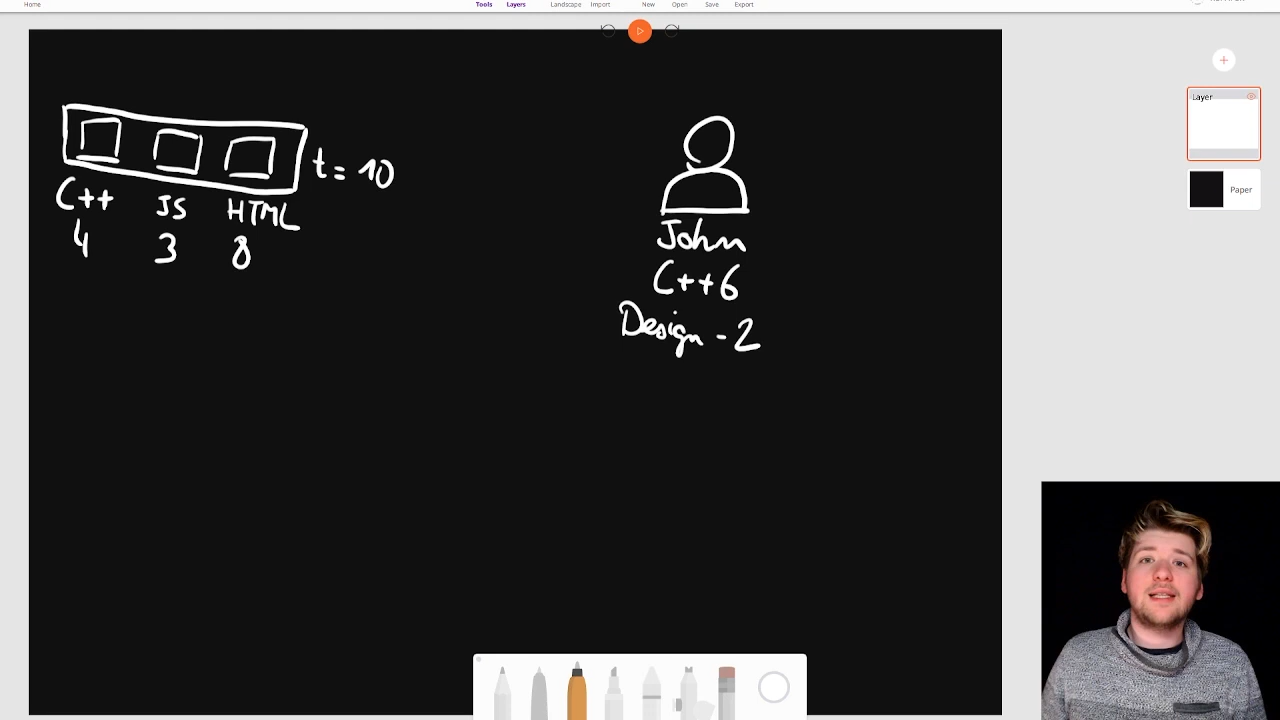 Home Tools Layers Landscape Import New Open Save Export
Layer
Paper
t = 10
C++ JS HTML
4 3 8
John
C++ 6
Design - 2